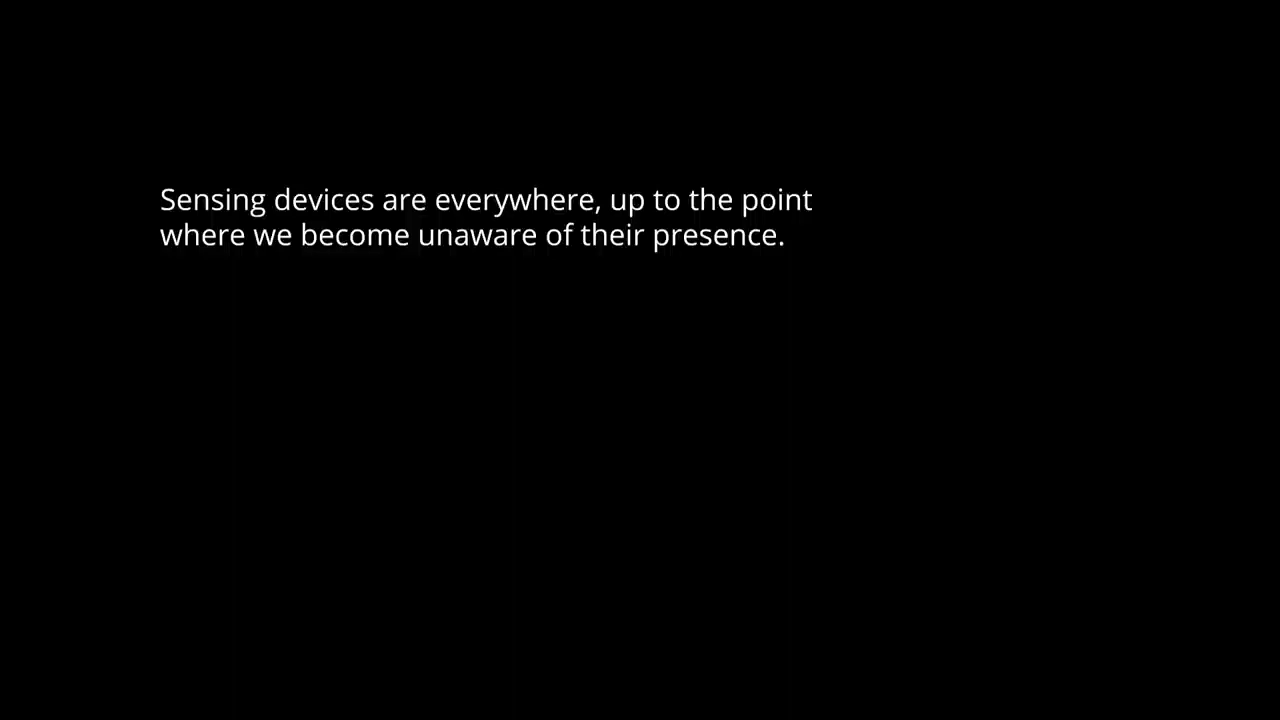 Sensing devices are everywhere, up to the point
where we become unaware of their presence.